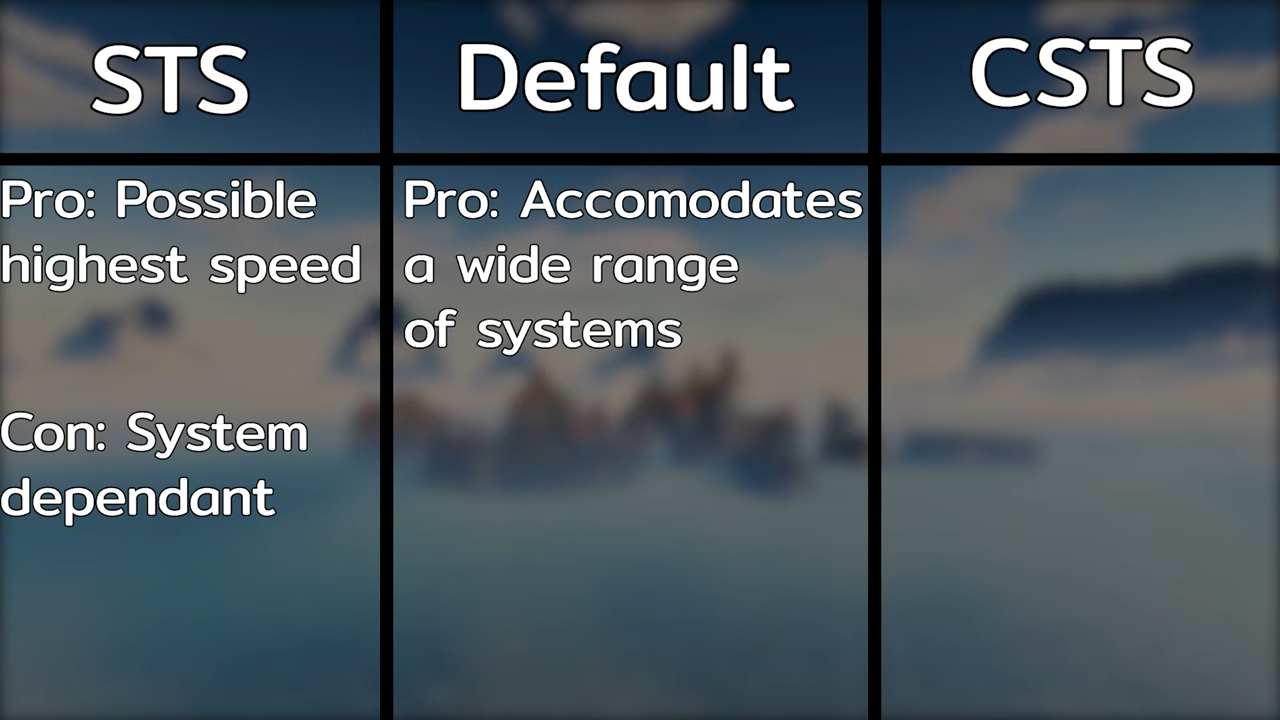 STS
Default
CSTS
Pro: Possible
highest speed
Con: System
dependant
Pro: Accomodates
a wide range
of systems